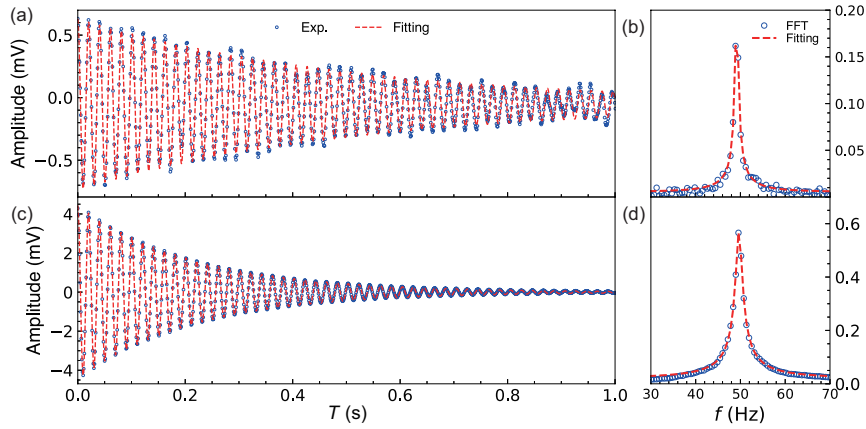 (a)
Exp.
Fitting
Amplitude (mV)
0.5
0.0
−0.5
(b)
FFT
Fitting
0.20
0.15
0.10
0.05
(c)
Amplitude (mV)
4
2
0
−2
−4
0.0 0.2 0.4 0.6 0.8 1.0
T (s)
(d)
0.6
0.4
0.2
0.0
30 40 50 60 70
f (Hz)